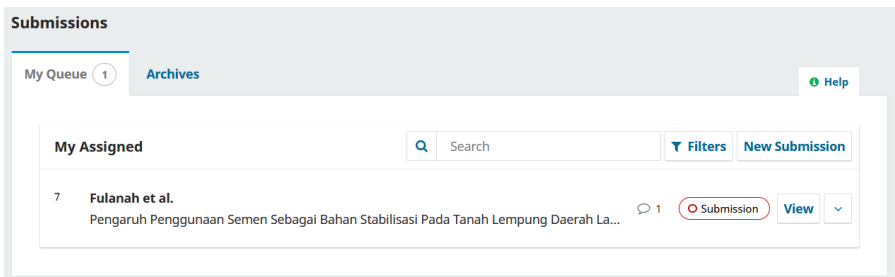 Submissions
My Queue 1 Archives
Help
My Assigned Search Filters New Submission
7 Fulanah et al.
Pengaruh Penggunaan Semen Sebagai Bahan Stabilisasi Pada Tanah Lempung Daerah La... 1 Submission View